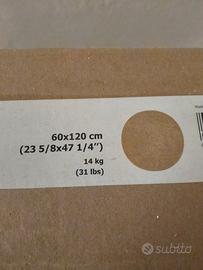 60x120 cm
(23 5/8x47 1/4")
14 kg
(31 lbs)
subito